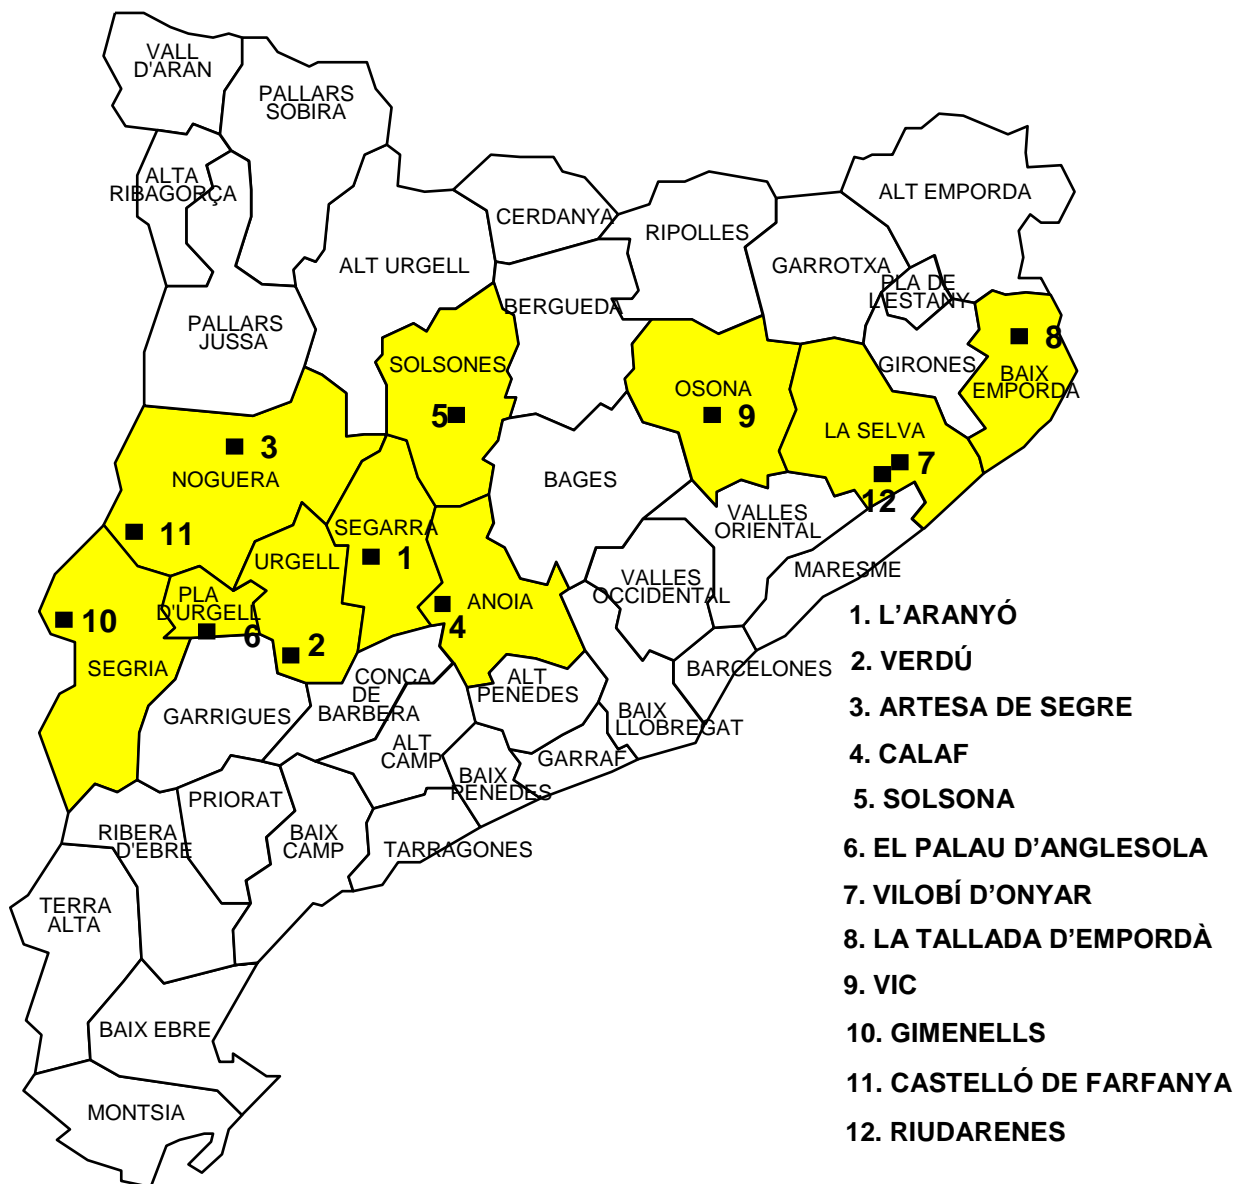 VALL
D'ARAN
PALLARS
SOBIRA
ALTA
RIBAGORÇA
ALT URGELL
CERDANYA
RIPOLLES
ALT EMPORDA
GARROTXA
PLA DE
L'ESTANY
BERGUEDA
PALLARS
JUSSA
SOLSONES
5
OSONA
9
GIRONES
8
BAIX
EMPORDA
LA SELVA
7
12
3
NOGUERA
11
BAGES
SEGARRA
1
URGELL
VALLES
ORIENTAL
VALLES
OCCIDENTAL
MARESME
PLA
D'URGELL
6
10
SEGRIA
2
ANOIA
4
CONCA
DE
BARBERA
ALT
PENEDES
BARCELONES
GARRIGUES
BAIX
LLOBREGAT
ALT
CAMP
GARRAF
BAIX
PENEDES
PRIORAT
RIBERA
D'EBRE
BAIX
CAMP
TARRAGONES
TERRA
ALTA
BAIX EBRE
MONTSIA
1. L’ARANYÓ
2. VERDÚ
3. ARTESA DE SEGRE
4. CALAF
5. SOLSONA
6. EL PALAU D’ANGLESOLA
7. VILOBÍ D’ONYAR
8. LA TALLADA D’EMPORDÀ
9. VIC
10. GIMENELLS
11. CASTELLÓ DE FARFANYA
12. RIUDARENES